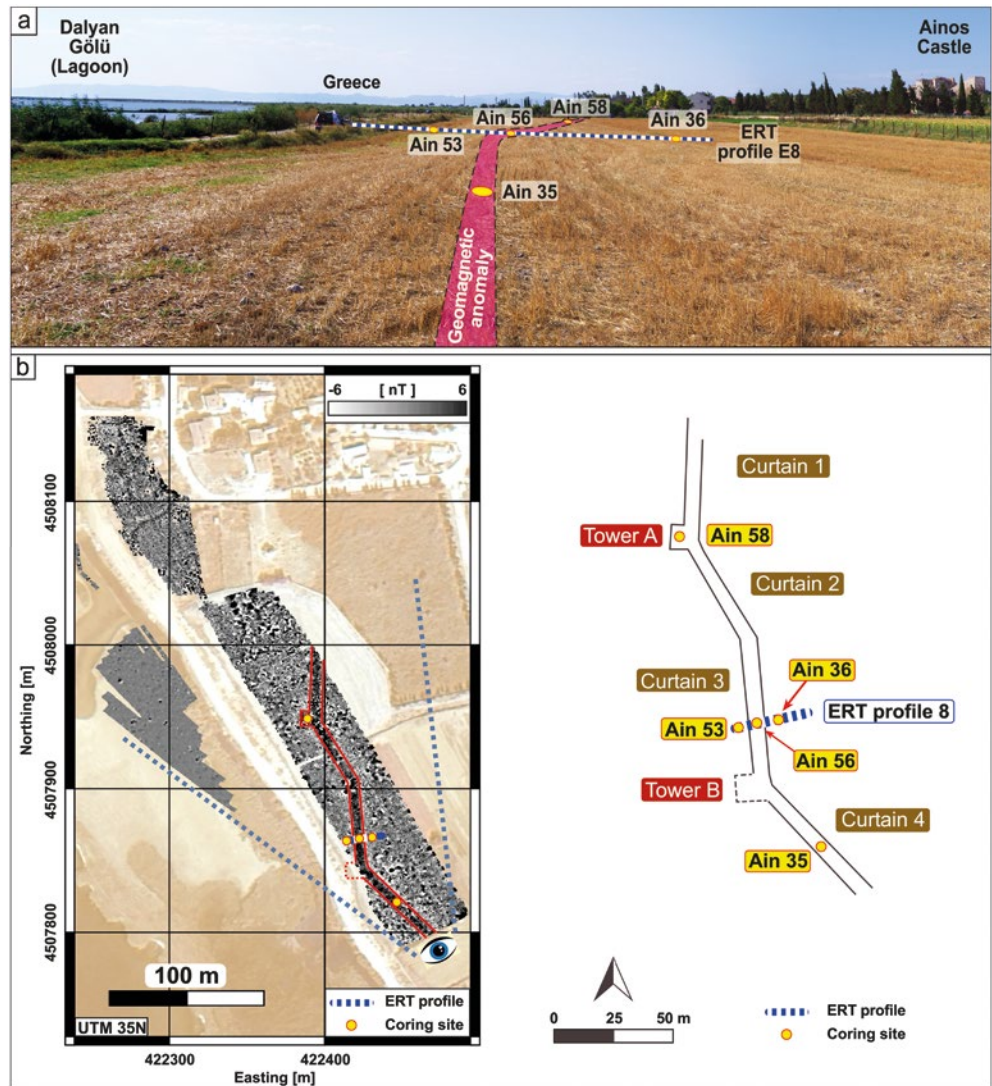 a
Dalyan
Gölü
(Lagoon)
Greece
Ainos
Castle
Ain 58
Ain 56
Ain 36
Ain 53
ERT
profile E8
Ain 35
Geomagnetic
anomaly
b
-6 [ nT ] 6
4508100
4508000
4507900
4507800
Northing [m]
100 m
UTM 35N
ERT profile
Coring site
422300
422400
Easting [m]
Curtain 1
Tower A
Ain 58
Curtain 2
Curtain 3
Ain 36
Ain 53
ERT profile 8
Ain 56
Tower B
Curtain 4
Ain 35
0 25 50 m
ERT profile
Coring site